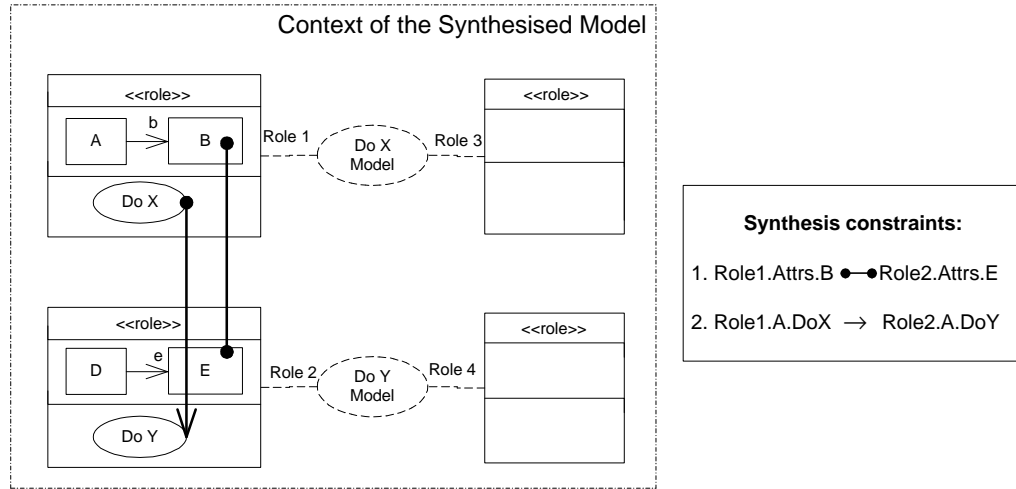 Context of the Synthesised Model
<<role>>
A
b
B
Do X
Role 1
Do X
Model
Role 3
<<role>>
<<role>>
D
e
E
Do Y
Role 2
Do Y
Model
Role 4
<<role>>
Synthesis constraints:
1. Role1.Attrs.B Role2.Attrs.E
2. Role1.A.DoX → Role2.A.DoY